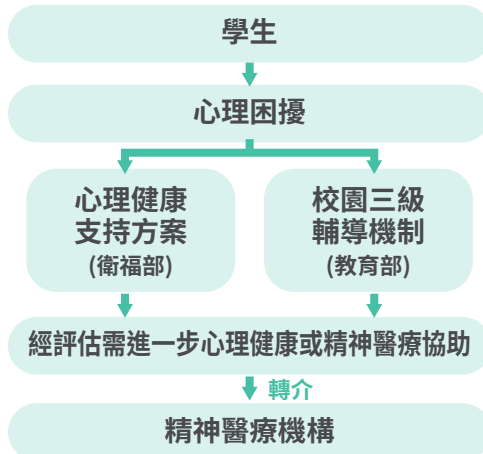 學生
心理困擾
心理健康
支持方案
(衛福部)
校園三級
輔導機制
(教育部)
經評估需進一步心理健康或精神醫療協助
轉介
精神醫療機構